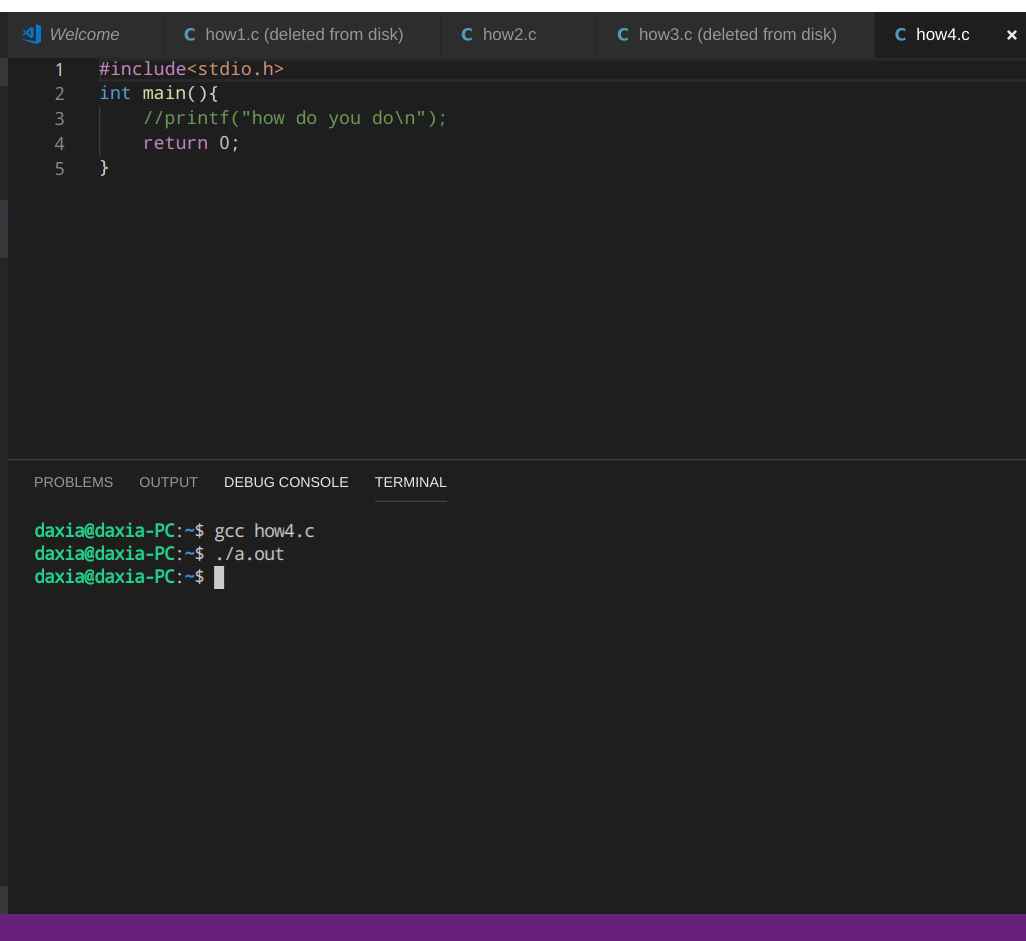 Welcome C how1.c (deleted from disk) C how2.c C how3.c (deleted from disk) C how4.c ×
1 #include<stdio.h>
2 int main(){
3     //printf("how do you do\n");
4     return 0;
5 }
PROBLEMS OUTPUT DEBUG CONSOLE TERMINAL
daxia@daxia-PC:~$ gcc how4.c
daxia@daxia-PC:~$ ./a.out
daxia@daxia-PC:~$